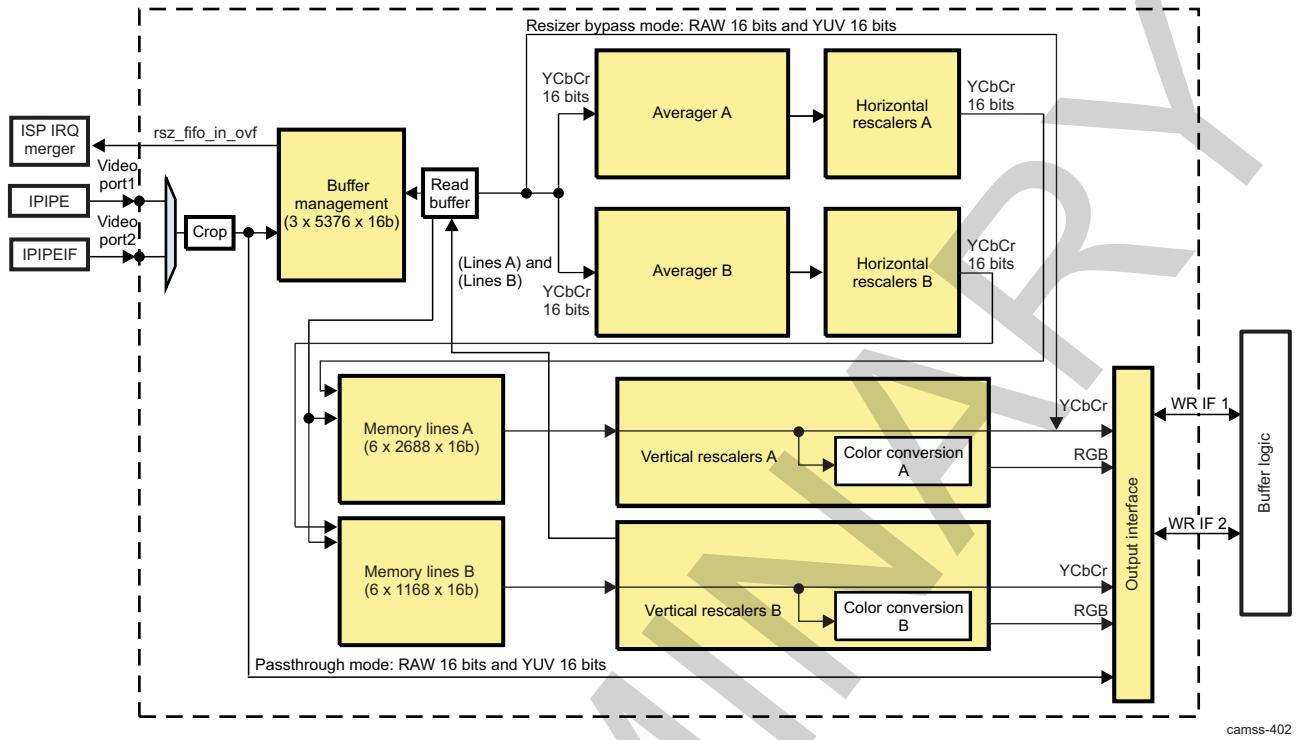 Resizer bypass mode: RAW 16 bits and YUV 16 bits
YCbCr
16 bits
Averager A
Horizontal
rescalers A
YCbCr
16 bits
ISP IRQ
merger
rsz_fifo_in_ovf
Video
port1
IPIPE
Video
port2
IPIPEIF
Crop
Buffer
management
(3 x 5376 x 16b)
Read
buffer
(Lines A) and
(Lines B)
YCbCr
16 bits
Averager B
Horizontal
rescalers B
YCbCr
16 bits
Memory lines A
(6 x 2688 x 16b)
Vertical rescalers A
Color conversion
A
YCbCr
RGB
Memory lines B
(6 x 1168 x 16b)
Vertical rescalers B
Color conversion
B
YCbCr
RGB
Output interface
WR IF 1
WR IF 2
Buffer logic
Passthrough mode: RAW 16 bits and YUV 16 bits
camss-402
MINARY